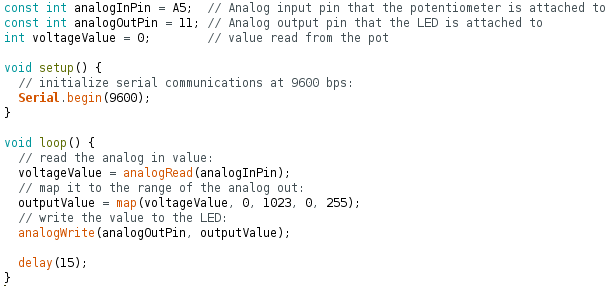 const int analogInPin = A5;  // Analog input pin that the potentiometer is attached to
const int analogOutPin = 11; // Analog output pin that the LED is attached to
int voltageValue = 0;        // value read from the pot

void setup() {
  // initialize serial communications at 9600 bps:
  Serial.begin(9600);
}

void loop() {
  // read the analog in value:
  voltageValue = analogRead(analogInPin);
  // map it to the range of the analog out:
  outputValue = map(voltageValue, 0, 1023, 0, 255);
  // write the value to the LED:
  analogWrite(analogOutPin, outputValue);

  delay(15);
}